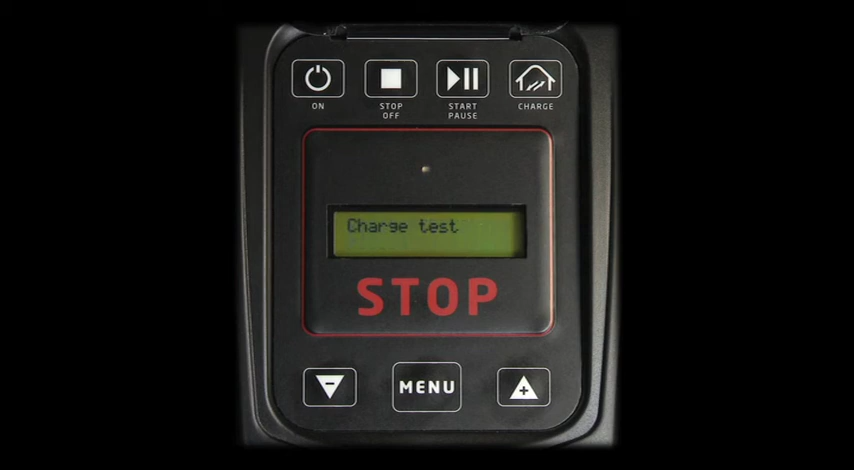 ON
STOP
OFF
START
PAUSE
CHARGE
Charge test
STOP
MENU